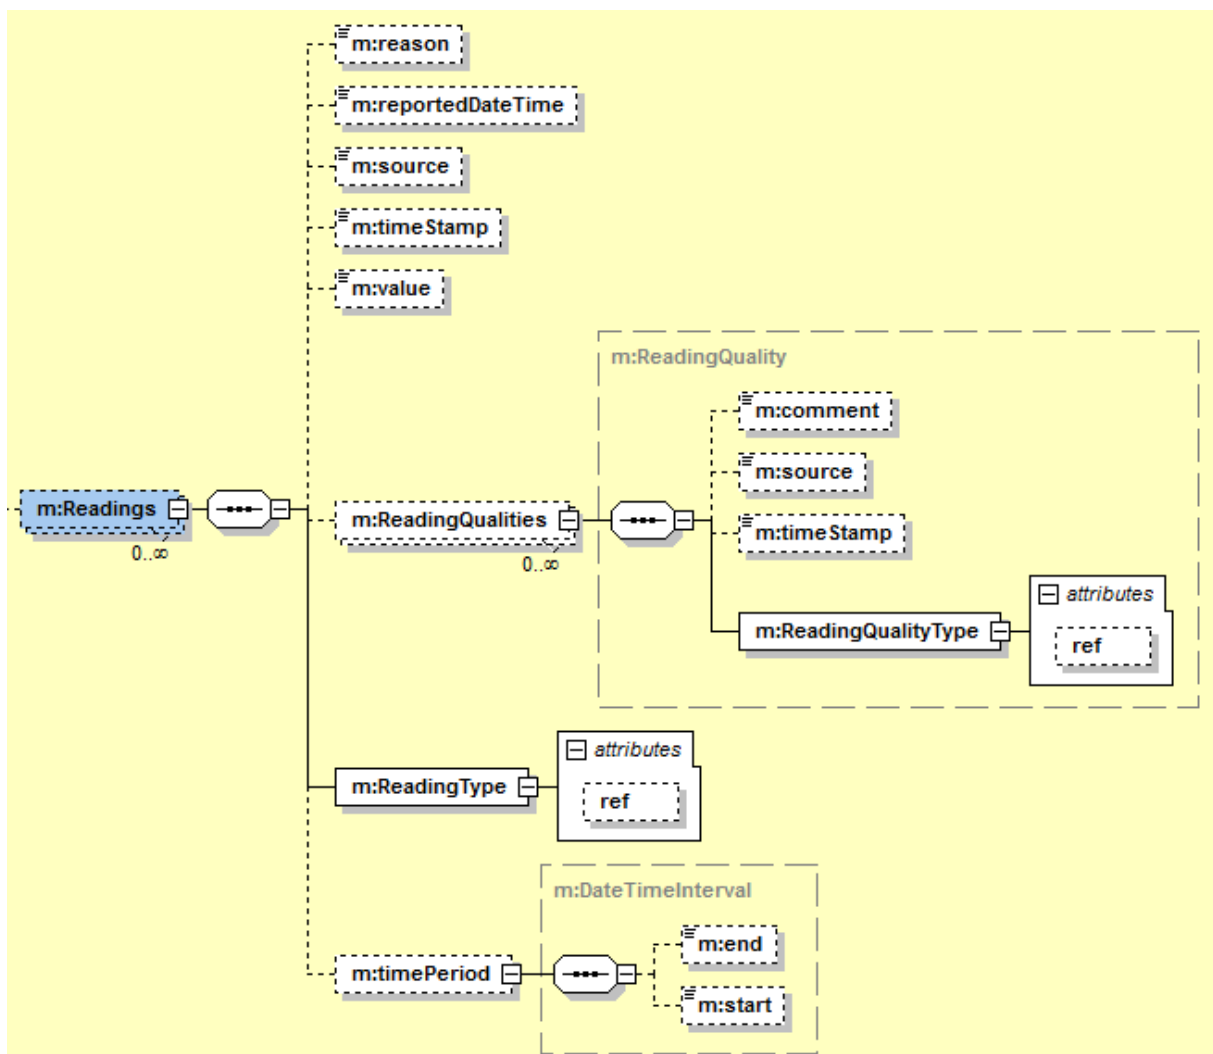 m:reason
m:reportedDateTime
m:source
m:timeStamp
m:value
m:ReadingQuality
m:comment
m:source
m:timeStamp
m:Readings
0..∞
m:ReadingQualities
0..∞
attributes
m:ReadingQualityType
ref
attributes
m:ReadingType
ref
m:DateTimeInterval
m:end
m:timePeriod
m:start